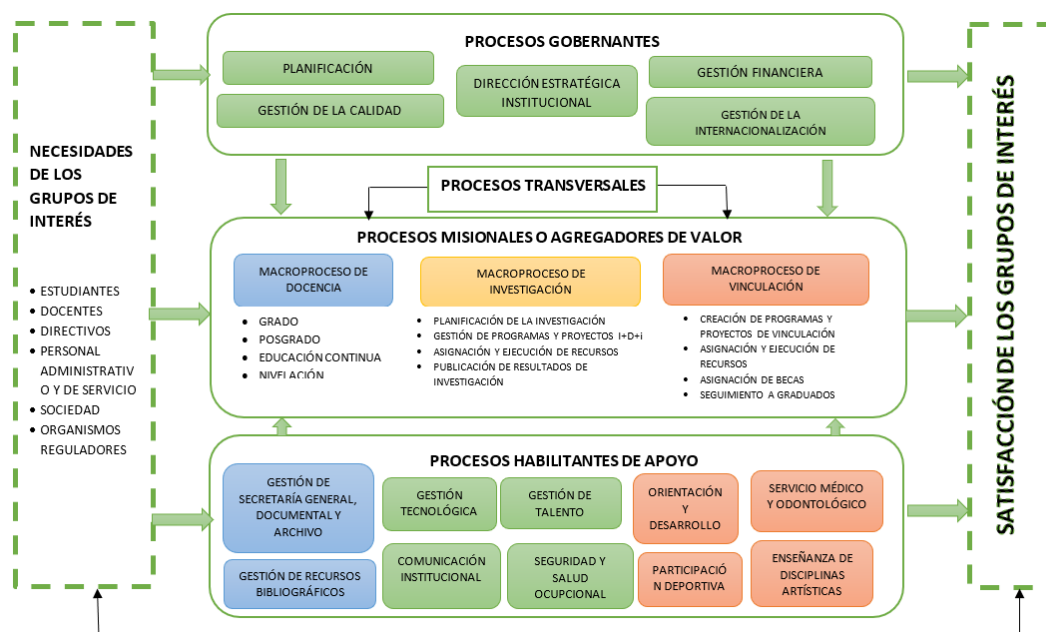 NECESIDADES
DE LOS
GRUPOS DE
INTERÉS
• ESTUDIANTES
• DOCENTES
• DIRECTIVOS
• PERSONAL
ADMINISTRATIV
O Y DE SERVICIO
• SOCIEDAD
• ORGANISMOS
REGULADORES
PROCESOS GOBERNANTES
PLANIFICACIÓN
GESTIÓN DE LA CALIDAD
DIRECCIÓN ESTRATÉGICA
INSTITUCIONAL
GESTIÓN FINANCIERA
GESTIÓN DE LA
INTERNACIONALIZACIÓN
PROCESOS TRANSVERSALES
PROCESOS MISIONALES O AGREGADORES DE VALOR
MACROPROCESO DE
DOCENCIA
• GRADO
• POSGRADO
• EDUCACIÓN CONTINUA
• NIVELACIÓN
MACROPROCESO DE
INVESTIGACIÓN
• PLANIFICACIÓN DE LA INVESTIGACIÓN
• GESTIÓN DE PROGRAMAS Y PROYECTOS I+D+i
• ASIGNACIÓN Y EJECUCIÓN DE RECURSOS
• PUBLICACIÓN DE RESULTADOS DE
INVESTIGACIÓN
MACROPROCESO DE
VINCULACIÓN
• CREACIÓN DE PROGRAMAS Y
PROYECTOS DE VINCULACIÓN
• ASIGNACIÓN Y EJECUCIÓN DE
RECURSOS
• ASIGNACIÓN DE BECAS
• SEGUIMIENTO A GRADUADOS
PROCESOS HABILITANTES DE APOYO
GESTIÓN DE
SECRETARÍA GENERAL,
DOCUMENTAL Y
ARCHIVO
GESTIÓN DE RECURSOS
BIBLIOGRÁFICOS
GESTIÓN
TECNOLÓGICA
GESTIÓN DE
TALENTO
COMUNICACIÓN
INSTITUCIONAL
SEGURIDAD Y
SALUD
OCUPCIONAL
ORIENTACIÓN
Y
DESARROLLO
PARTICIPACIÓ
N DEPORTIVA
SERVICIO MÉDICO
Y ODONTOLÓGICO
ENSEÑANZA DE
DISCIPLINAS
ARTÍSTICAS
SATISFACCIÓN DE LOS GRUPOS DE INTERÉS